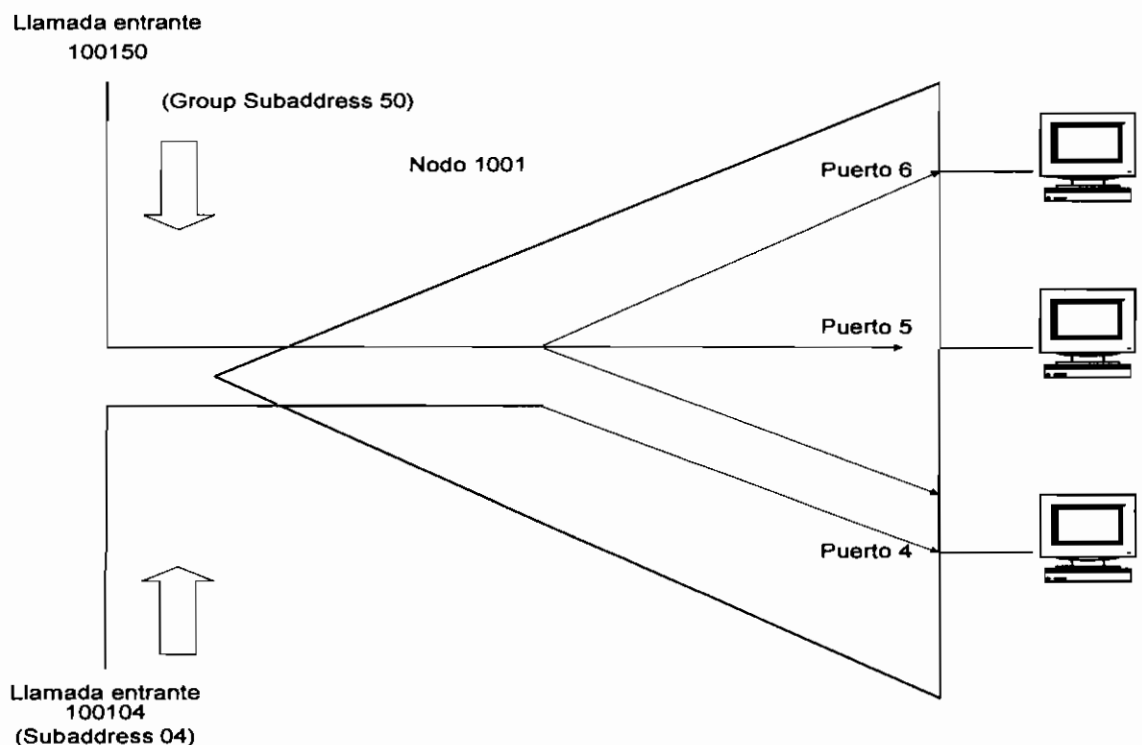 Llamada entrante
100150
(Group Subaddress 50)
Nodo 1001
Puerto 6
Puerto 5
Puerto 4
Llamada entrante
100104
(Subaddress 04)